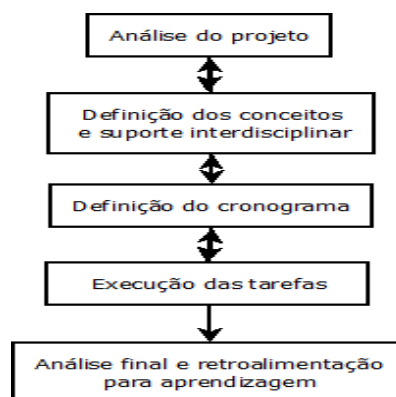 Análise do projeto
Definição dos conceitos
e suporte interdisciplinar
Definição do cronograma
Execução das tarefas
Análise final e retroalimentação
para aprendizagem